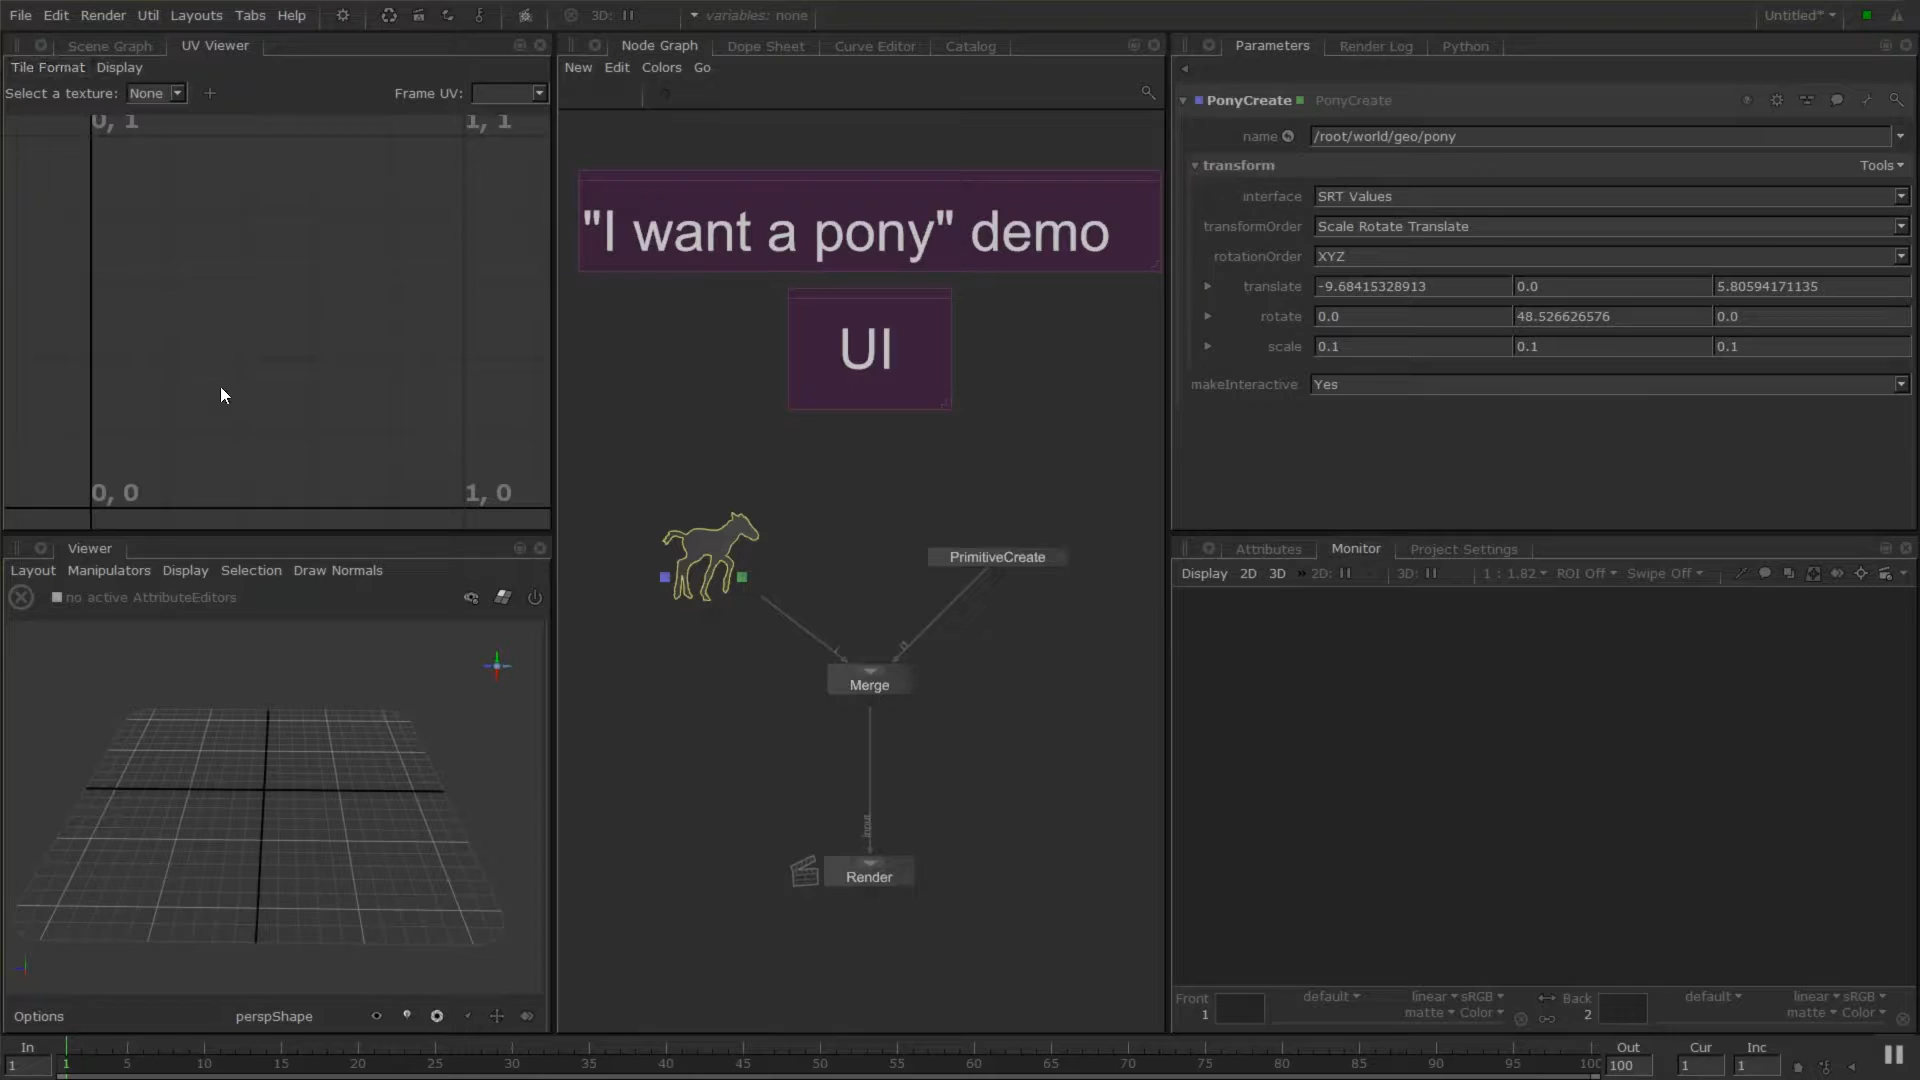 File Edit Render Util Layouts Tabs Help 3D: variables: none Untitled*
Scene Graph UV Viewer
Tile Format Display
Select a texture: None Frame UV:
0, 1 1, 1
0, 0 1, 0
Viewer
Layout Manipulators Display Selection Draw Normals
no active AttributeEditors
Options perspShape
Node Graph Dope Sheet Curve Editor Catalog
New Edit Colors Go
"I want a pony" demo
UI
PrimitiveCreate
Merge
input
Render
Parameters Render Log Python
PonyCreate PonyCreate
name /root/world/geo/pony
transform Tools
interface SRT Values
transformOrder Scale Rotate Translate
rotationOrder XYZ
translate -9.68415328913 0.0 5.80594171135
rotate 0.0 48.526626576 0.0
scale 0.1 0.1 0.1
makeInteractive Yes
Attributes Monitor Project Settings
Display 2D 3D » 2D: 3D: 1 : 1.82 ROI Off Swipe Off
Front default linear sRGB Back default linear sRGB
1 matte Color 2 matte Color
In Out Cur Inc
1 1 5 10 15 20 25 30 35 40 45 50 55 60 65 70 75 80 85 90 95 100 1 1